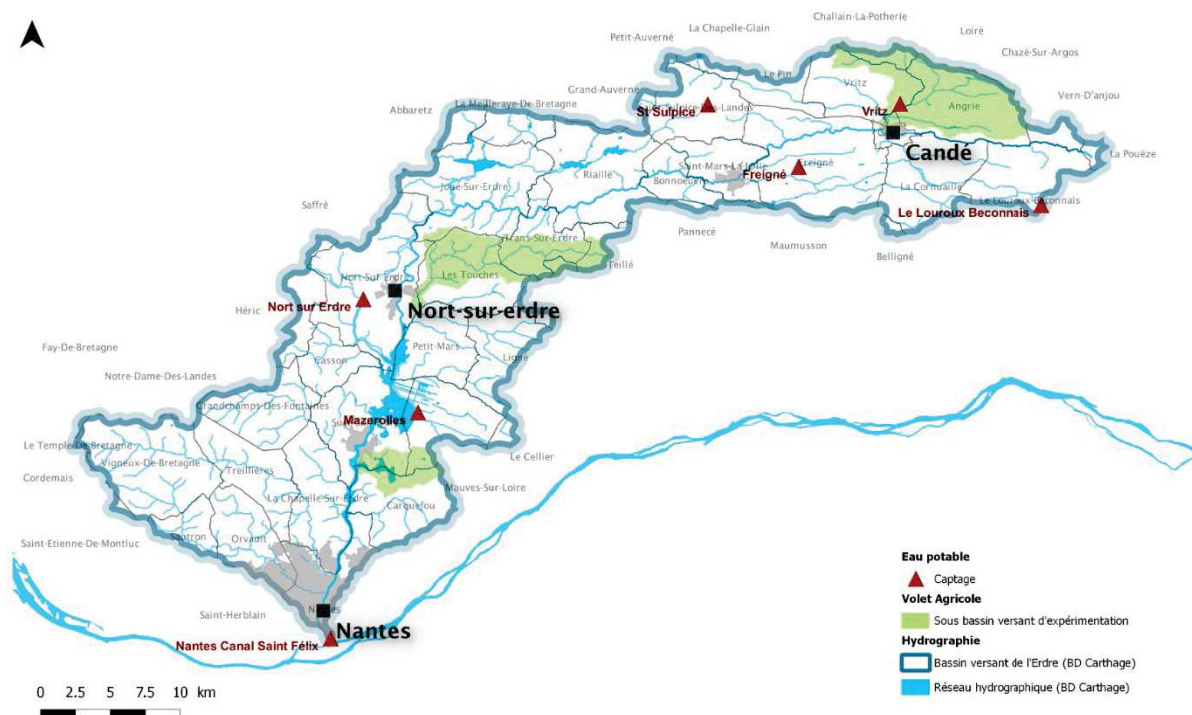 Challain-La-Potherie
La Chapelle-Glain
Loiré
Petit-Auverné
Chazé-Sur-Argos
Le Pin
Vritz
Grand-Auverne
Vern-D'anjou
La Meilleraye-De-Bretagne
Abbaretz
Angrie
St Sulpice
Vritz
Candé
La Pouëze
Freigné
Freigné
Riaillé
Bonnoeuvre
Joué-Sur-Erdre
La Cornuaille
Le Louroux-Béconnais
Le Louroux Beconnais
Saffré
Pannecé
Maumusson
Belligné
Trans-Sur-Erdre
Teillé
Les Touches
Nort-Sur-Erdre
Nort sur Erdre
Nort-sur-erdre
Héric
Fay-De-Bretagne
Petit-Mars
Ligné
Casson
Notre-Dame-Des-Landes
Grandchamps-Des-Fontaines
Mazerolles
Le Temple-De-Bretagne
Vigneux-De-Bretagne
Treillières
Le Cellier
Cordemais
Mauves-Sur-Loire
La Chapelle-Sur-Erdre
Carquefou
Sautron
Orvault
Saint-Etienne-De-Montluc
Saint-Herblain
Nantes
Nantes Canal Saint Félix
Eau potable
Captage
Volet Agricole
Sous bassin versant d'expérimentation
Hydrographie
Bassin versant de l'Erdre (BD Carthage)
Réseau hydrographique (BD Carthage)
0 2.5 5 7.5 10 km